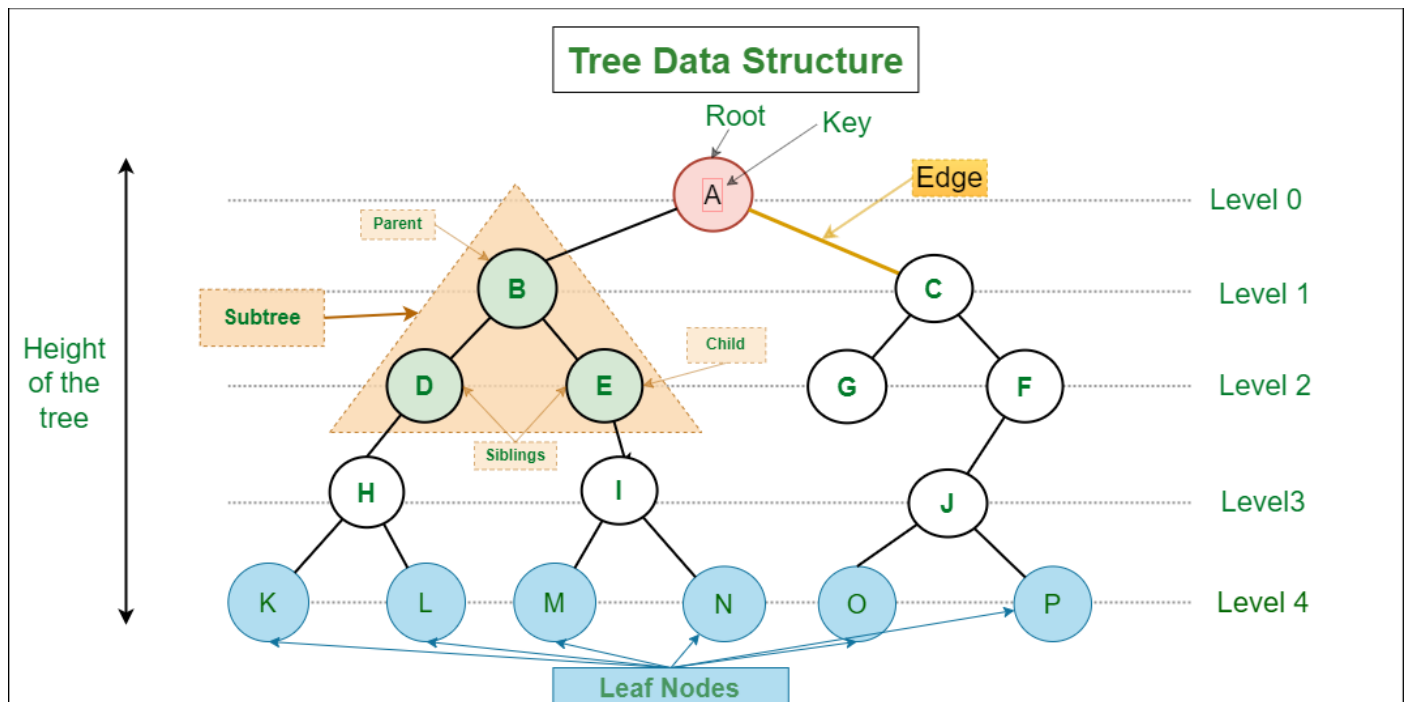 Tree Data Structure
Root
Key
A
Edge
Level 0
Parent
B
C
Level 1
Subtree
Height
of the
tree
Child
D
E
G
F
Level 2
Siblings
H
I
J
Level3
K
L
M
N
O
P
Level 4
Leaf Nodes